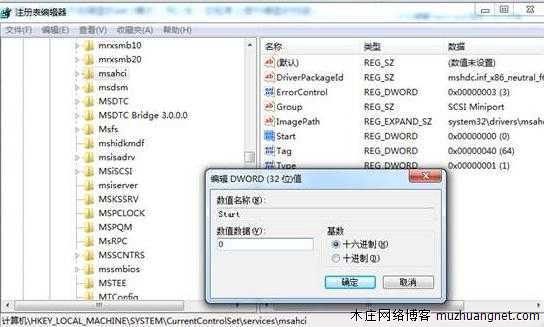 注册表编辑器
文件(F) 编辑(E) 查看(V) 收藏夹(A) 帮助(H)
mrxsmb10
mrxsmb20
msahci
msdsm
MSDTC
MSDTC Bridge 3.0.0.0
Msfs
mshidkmdf
msisadrv
MSiSCSI
msiserver
MSKSSRV
MSPCLOCK
MSPQM
MsRPC
MSSCNTRS
mssmbios
MSTEE
MTConfig
名称 类型 数据
(默认) REG_SZ (数值未设置)
DriverPackageId REG_SZ mshdc.inf_x86_neutral_f6
ErrorControl REG_DWORD 0x00000003 (3)
Group REG_SZ SCSI Miniport
ImagePath REG_EXPAND_SZ system32\drivers\msahc
Start REG_DWORD 0x00000000 (0)
Tag REG_DWORD 0x00000040 (64)
Type REG_DWORD 0x00000001 (1)
编辑 DWORD (32 位)值
数值名称(N):
Start
数值数据(V):
0
基数
十六进制(H)
十进制(D)
确定 取消
计算机\HKEY_LOCAL_MACHINE\SYSTEM\CurrentControlSet\services\msahci
木庄网络博客 muzhuangnet.com